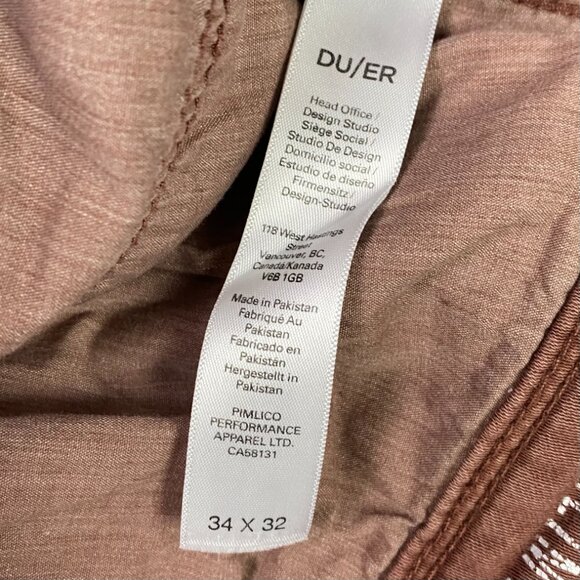 DU/ER
Head Office /
Design Studio
Siège Social /
Studio De Design
Domicilio social /
Estudio de diseño
Firmensitz /
Design-Studio
118 West Hastings
Street
Vancouver, BC,
Canada/Kanada
V6B 1GB
Made in Pakistan
Fabriqué Au
Pakistan
Fabricado en
Pakistán
Hergestellt in
Pakistan
PIMLICO
PERFORMANCE
APPAREL LTD.
CA58131
34 X 32